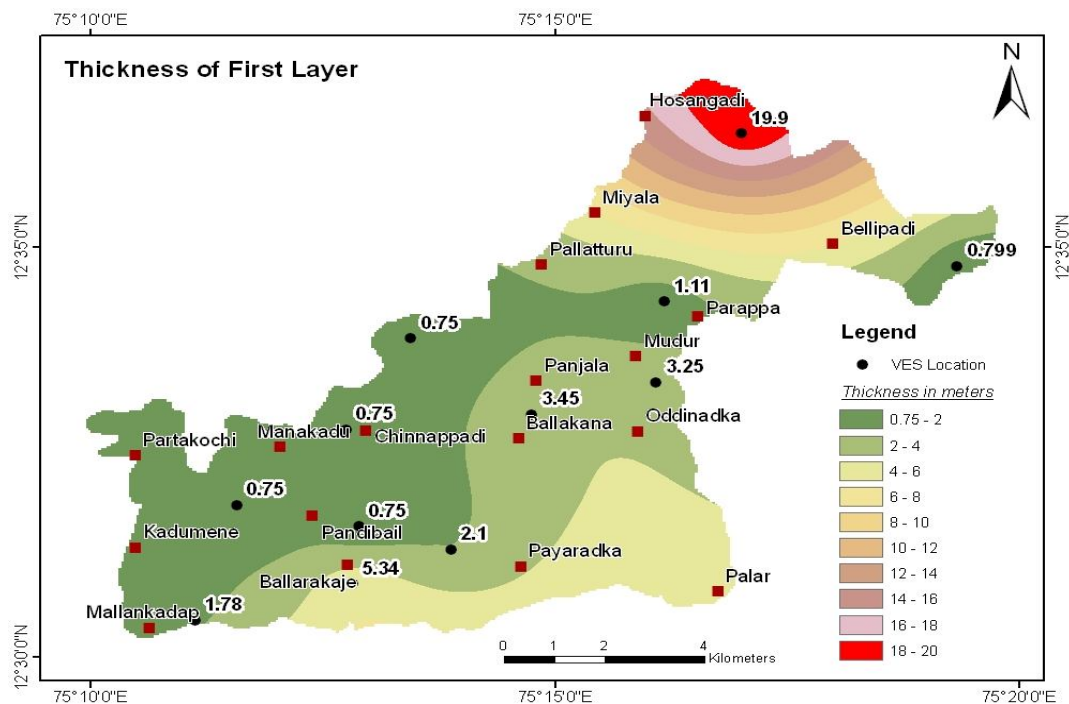 75°10'0"E
75°15'0"E
Thickness of First Layer
N
Hosangadi
19.9
Miyala
Bellipadi
12°35'0"N
12°35'0"N
Pallatturu
0.799
1.11
Parappa
0.75
Mudur
3.25
Panjala
3.45
Ballakana
Oddinadka
0.75
Manakadu
Chinnappadi
Partakochi
0.75
0.75
Pandibail
Kadumene
2.1
5.34
Payaradka
Ballarakaje
Palar
1.78
Mallankadap
Legend
VES Location
Thickness in meters
0.75 - 2
2 - 4
4 - 6
6 - 8
8 - 10
10 - 12
12 - 14
14 - 16
16 - 18
18 - 20
0 1 2 4
Kilometers
12°30'0"N
12°30'0"N
75°10'0"E
75°15'0"E
75°20'0"E